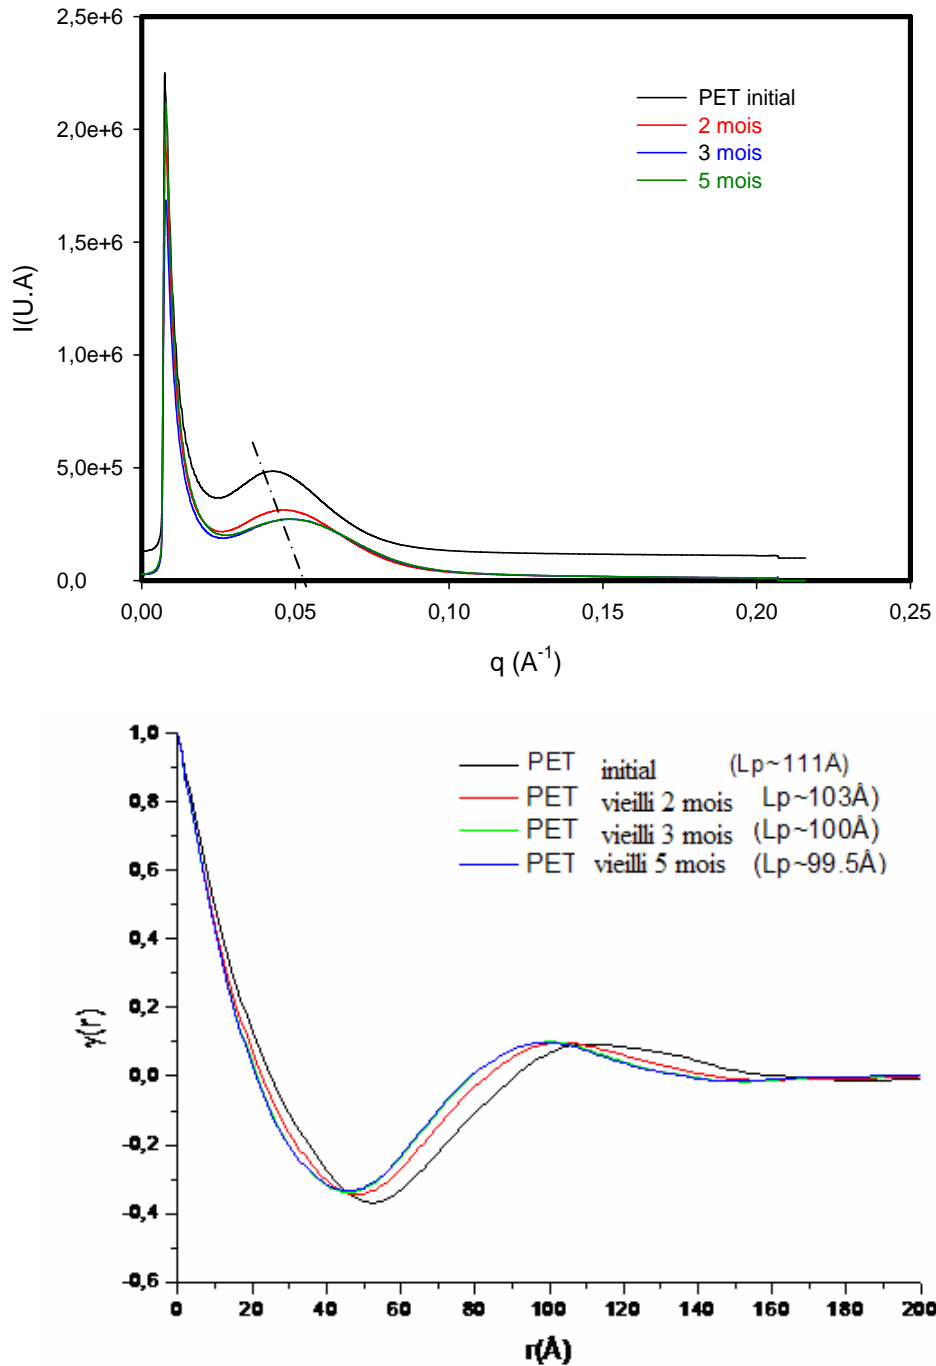 2,5e+6
2,0e+6
1,5e+6
1,0e+6
5,0e+5
0,0
I(U.A)
PET initial
2 mois
3 mois
5 mois
0,00 0,05 0,10 0,15 0,20 0,25
q (A⁻¹)
1,0
0,8
0,6
0,4
0,2
0,0
-0,2
-0,4
-0,6
γ(r)
PET initial (Lp~111Å)
PET vieilli 2 mois Lp~103Å)
PET vieilli 3 mois (Lp~100Å)
PET vieilli 5 mois (Lp~99.5Å)
0 20 40 60 80 100 120 140 160 180 200
r(Å)